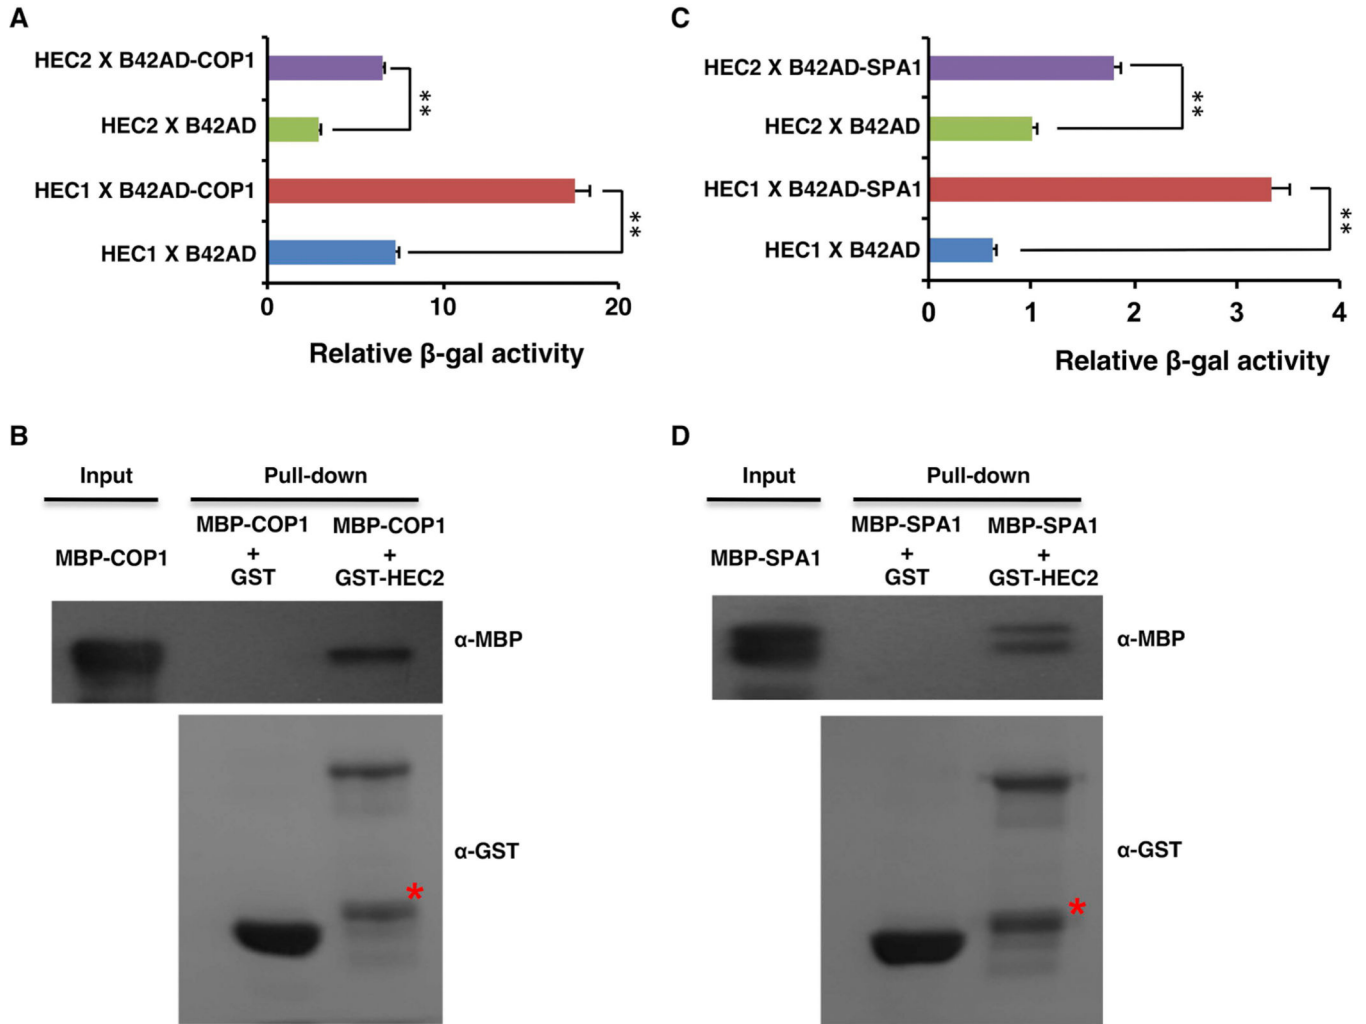 A
HEC2 X B42AD-COP1
**
HEC2 X B42AD
HEC1 X B42AD-COP1
**
HEC1 X B42AD
0 10 20
Relative β-gal activity
C
HEC2 X B42AD-SPA1
**
HEC2 X B42AD
HEC1 X B42AD-SPA1
**
HEC1 X B42AD
0 1 2 3 4
Relative β-gal activity
B
Input Pull-down
MBP-COP1
MBP-COP1
+
GST
MBP-COP1
+
GST-HEC2
α-MBP
*
α-GST
D
Input Pull-down
MBP-SPA1
MBP-SPA1
+
GST
MBP-SPA1
+
GST-HEC2
α-MBP
*
α-GST